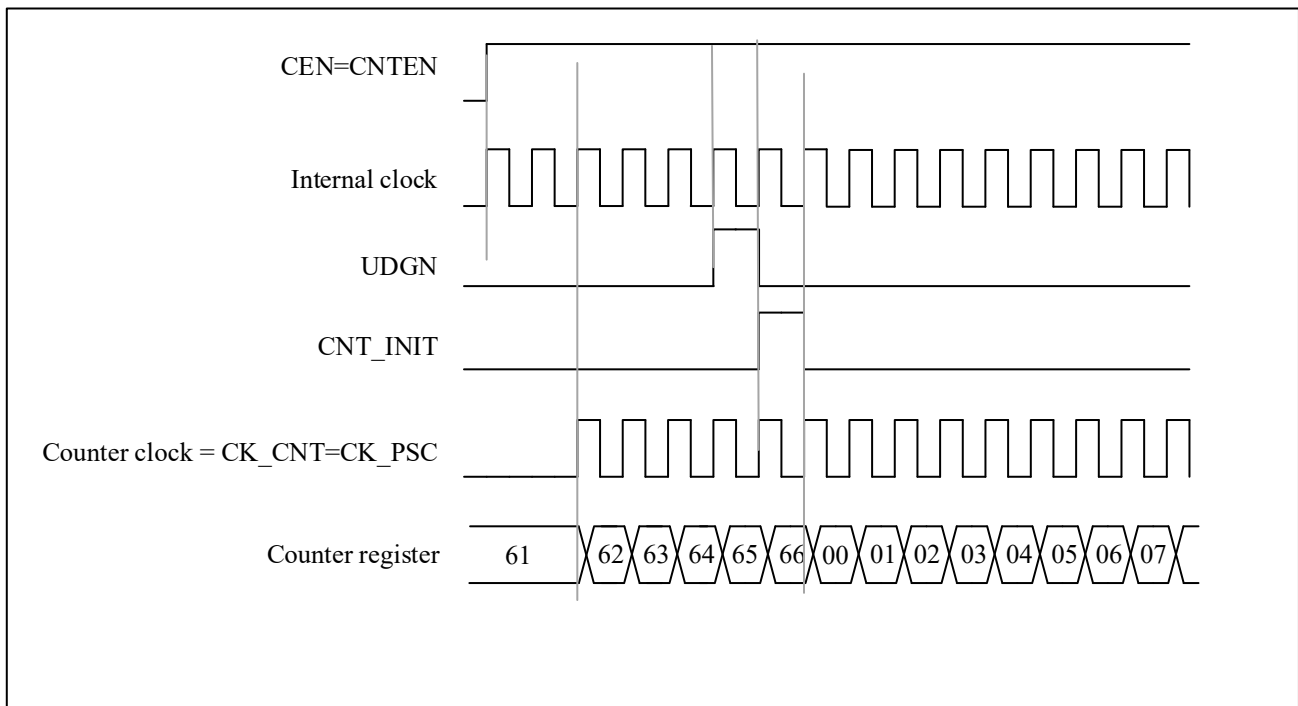 CEN=CNTEN
Internal clock
UDGN
CNT_INIT
Counter clock = CK_CNT=CK_PSC
Counter register 61 62 63 64 65 66 00 01 02 03 04 05 06 07